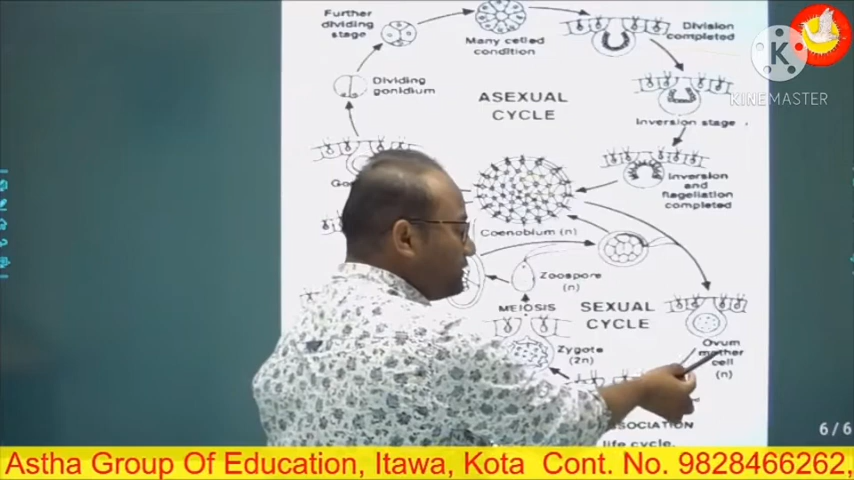 Further
dividing
stage
Many celled
condition
Division
completed
Dividing
gonidium
ASEXUAL
CYCLE
Inversion stage
KINEMASTER
K
Inversion
and
flagellation
completed
Go
Coenobium (n)
Zoospore
(n)
MEIOSIS
SEXUAL
CYCLE
Zygote
(2n)
Ovum
mother
cell
(n)
SSOCIATION
life cycle.
6/6
Astha Group Of Education, Itawa, Kota Cont. No. 9828466262,